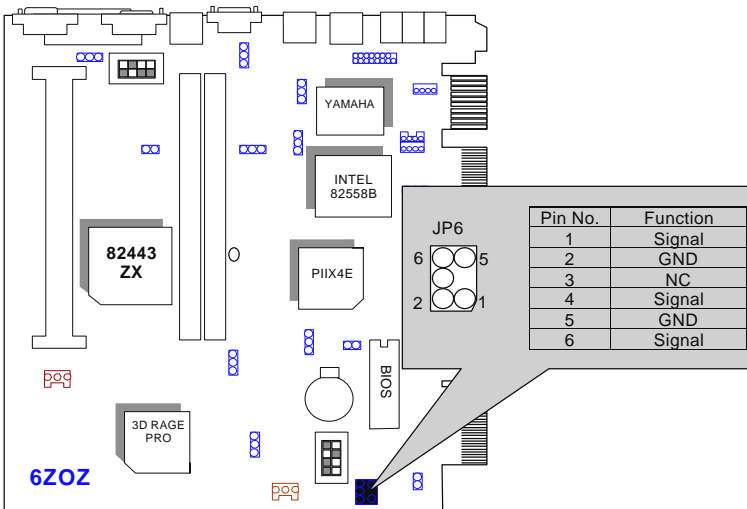 YAMAHA
INTEL
82558B
82443
ZX
PIIX4E
BIOS
3D RAGE
PRO
6ZOZ
JP6
6 5
2 1
Pin No. Function
1 Signal
2 GND
3 NC
4 Signal
5 GND
6 Signal